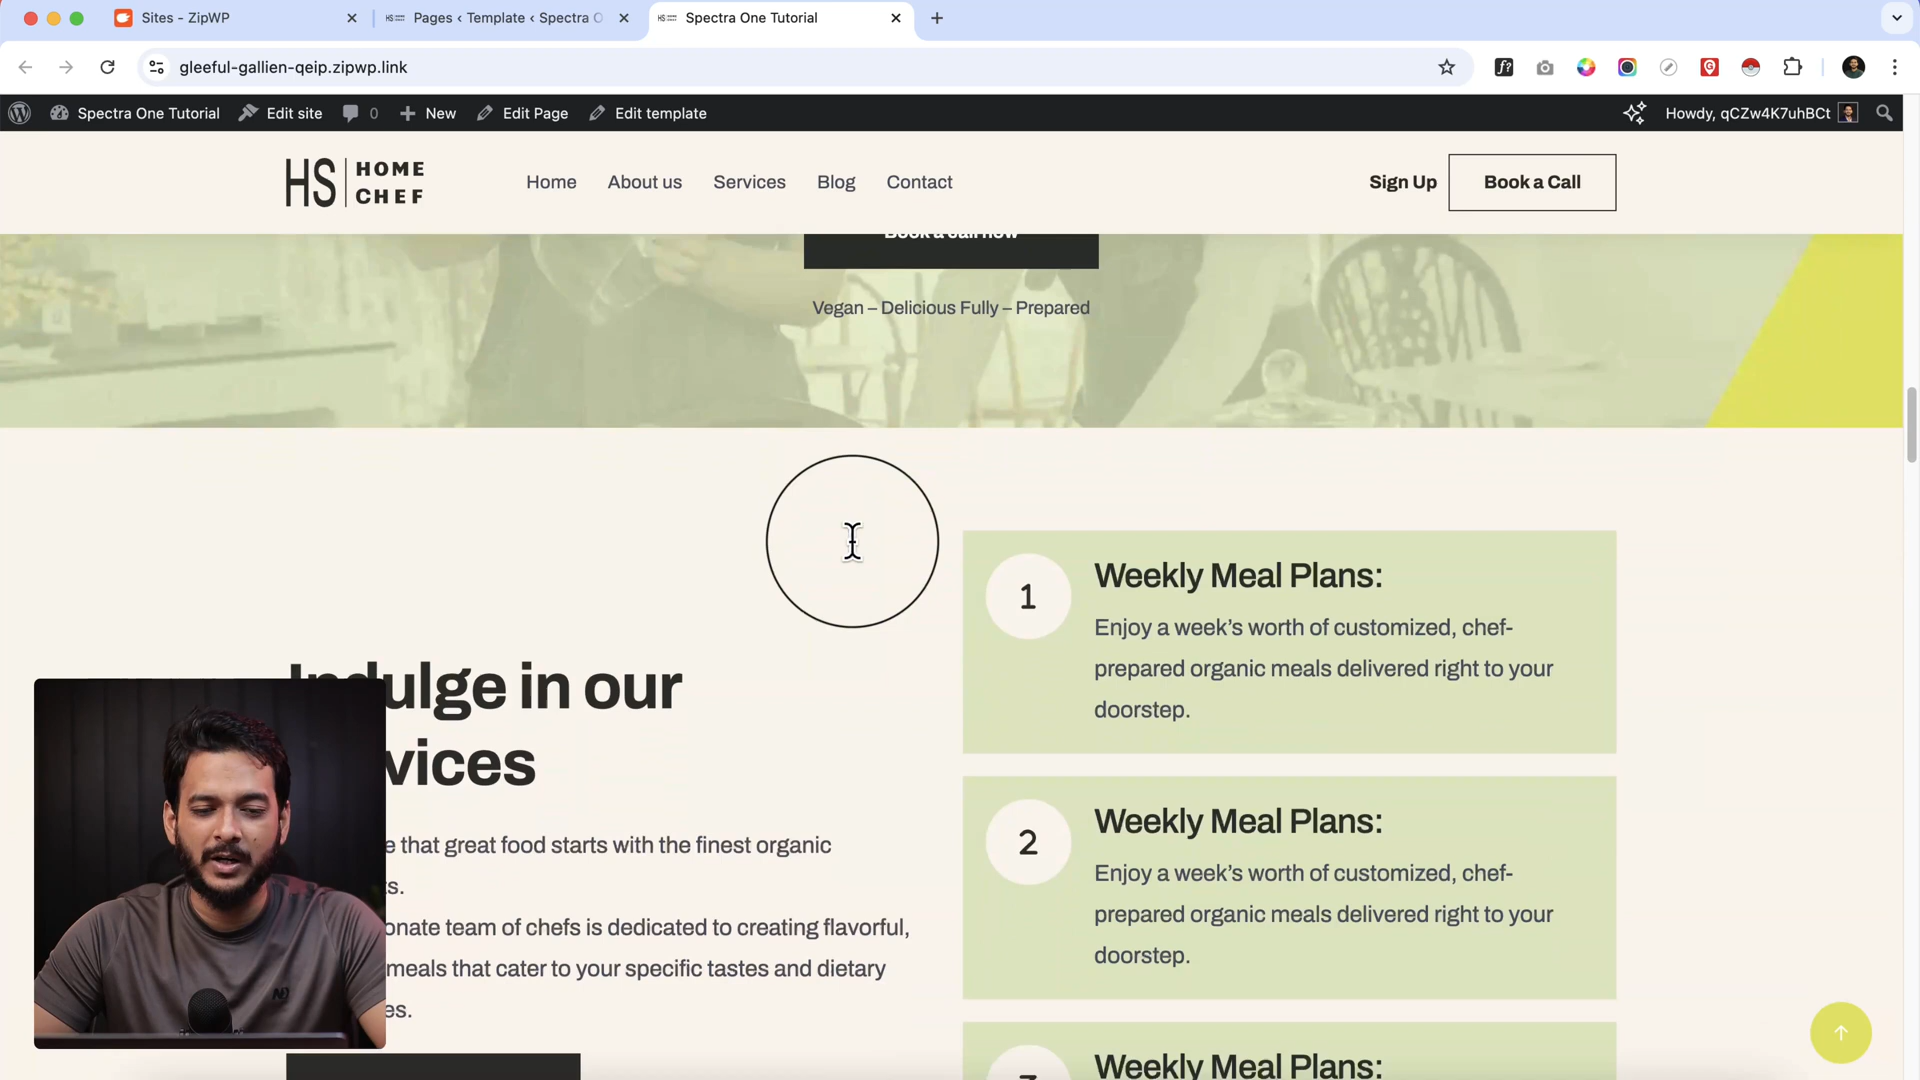 Sites - ZipWP
Pages ‹ Template ‹ Spectra O
Spectra One Tutorial
gleeful-gallien-qeip.zipwp.link
Spectra One Tutorial
Edit site
0
New
Edit Page
Edit template
Howdy, qCZw4K7uhBCt
HS HOME CHEF
Home
About us
Services
Blog
Contact
Sign Up
Book a Call
Book a call now
Vegan – Delicious Fully – Prepared
Indulge in our
vices
e that great food starts with the finest organic
ts.
onate team of chefs is dedicated to creating flavorful,
meals that cater to your specific tastes and dietary
es.
1
Weekly Meal Plans:
Enjoy a week’s worth of customized, chef-
prepared organic meals delivered right to your
doorstep.
2
Weekly Meal Plans:
Enjoy a week’s worth of customized, chef-
prepared organic meals delivered right to your
doorstep.
3
Weekly Meal Plans: